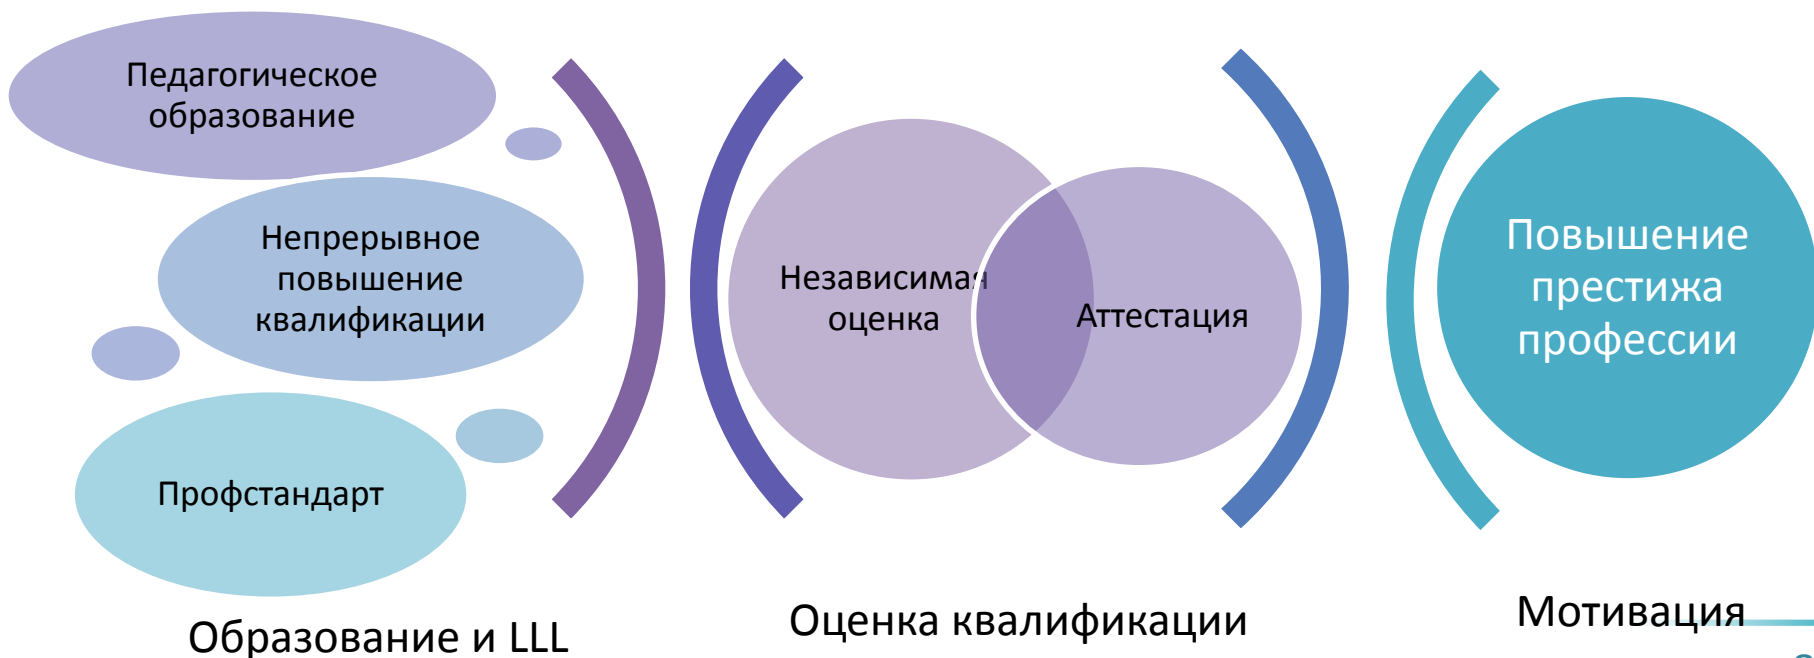 Педагогическое
образование
Непрерывное
повышение
квалификации
Профстандарт
Образование и LLL
Независимая
оценка
Аттестация
Оценка квалификации
Повышение
престижа
профессии
Мотивация